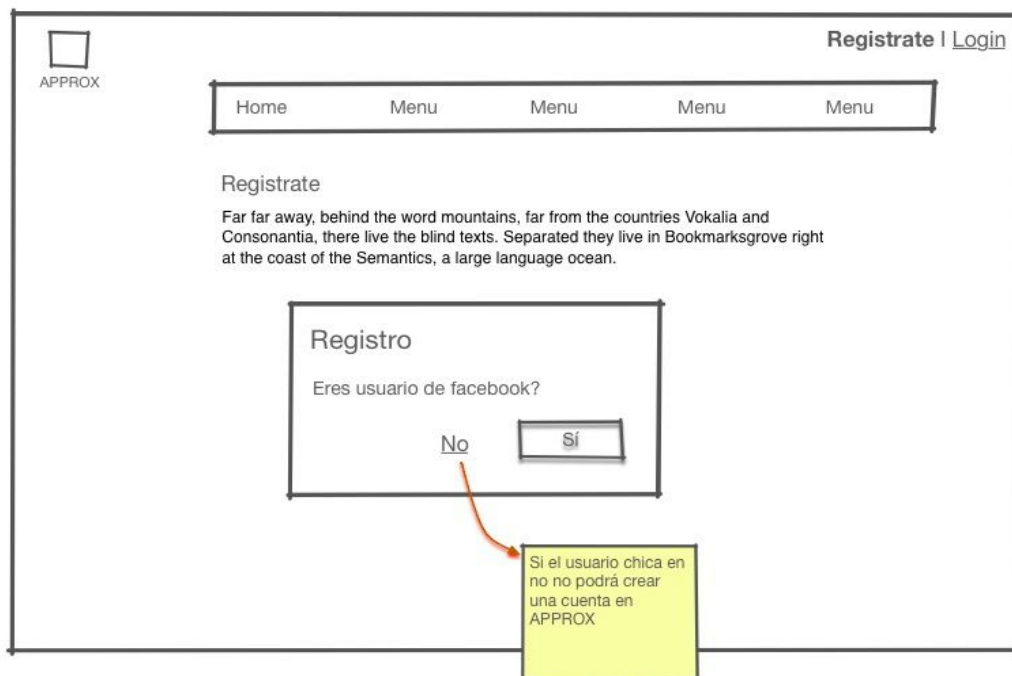 Registrate | Login
APPROX
Home Menu Menu Menu Menu
Registrate
Far far away, behind the word mountains, far from the countries Vokalia and
Consonantia, there live the blind texts. Separated they live in Bookmarksgrove right
at the coast of the Semantics, a large language ocean.
Registro
Eres usuario de facebook?
No Sí
Si el usuario chica en
no no podrá crear
una cuenta en
APPROX